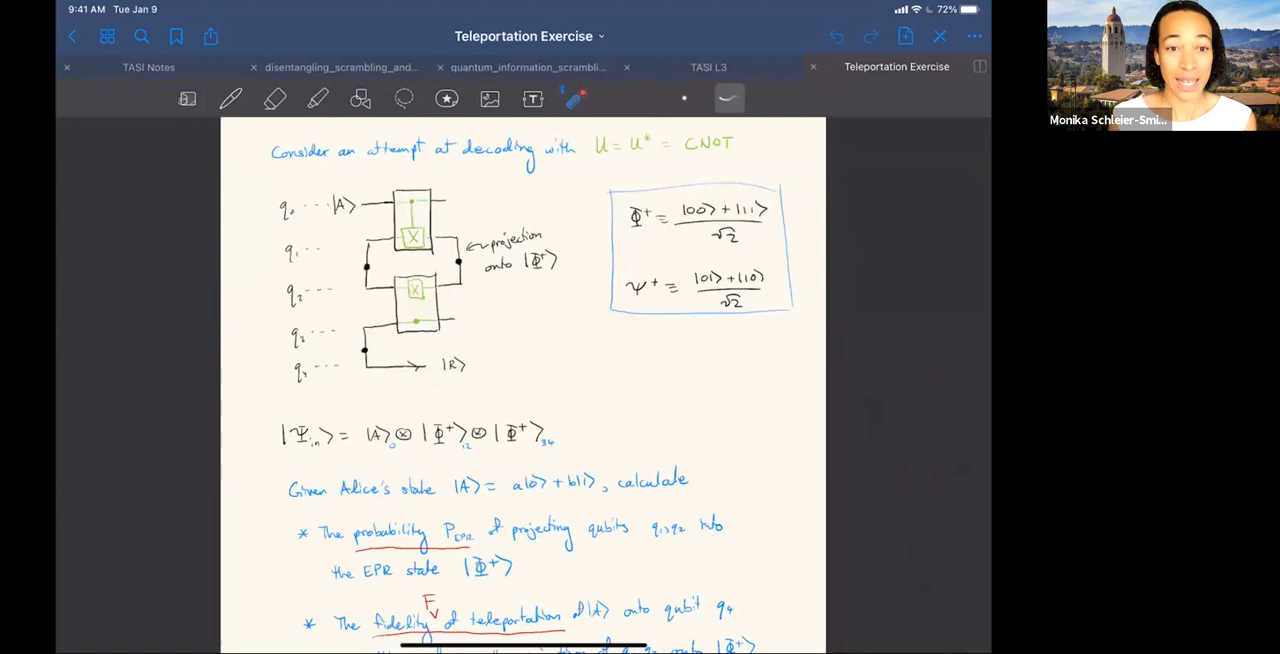 9:41 AM Tue Jan 9
72%
Teleportation Exercise
TASI Notes
disentangling_scrambling_and...
quantum_information_scrambli...
TASI L3
Teleportation Exercise
Monika Schleier-Smi...
Consider an attempt at decoding with U = U* = CNOT
q₀ --- |A>
q₁ --
q₂ ----
q₃ ---
q₄ ---
X
X
projection
onto |Φ⁺>
|R>
Φ⁺ = |00> + |11> / √2
Ψ⁺ ≡ |01> + |10> / √2
|Ψin> = |A>₀ ⊗ |Φ⁺>₁₂ ⊗ |Φ⁺>₃₄
Given Alice's state |A> = a|0> + b|1>, calculate
* The probability P_EPR of projecting qubits q₁, q₂ into
the EPR state |Φ⁺>
F
* The fidelity of teleportation of |A> onto qubit q₄
onto |Φ⁺>